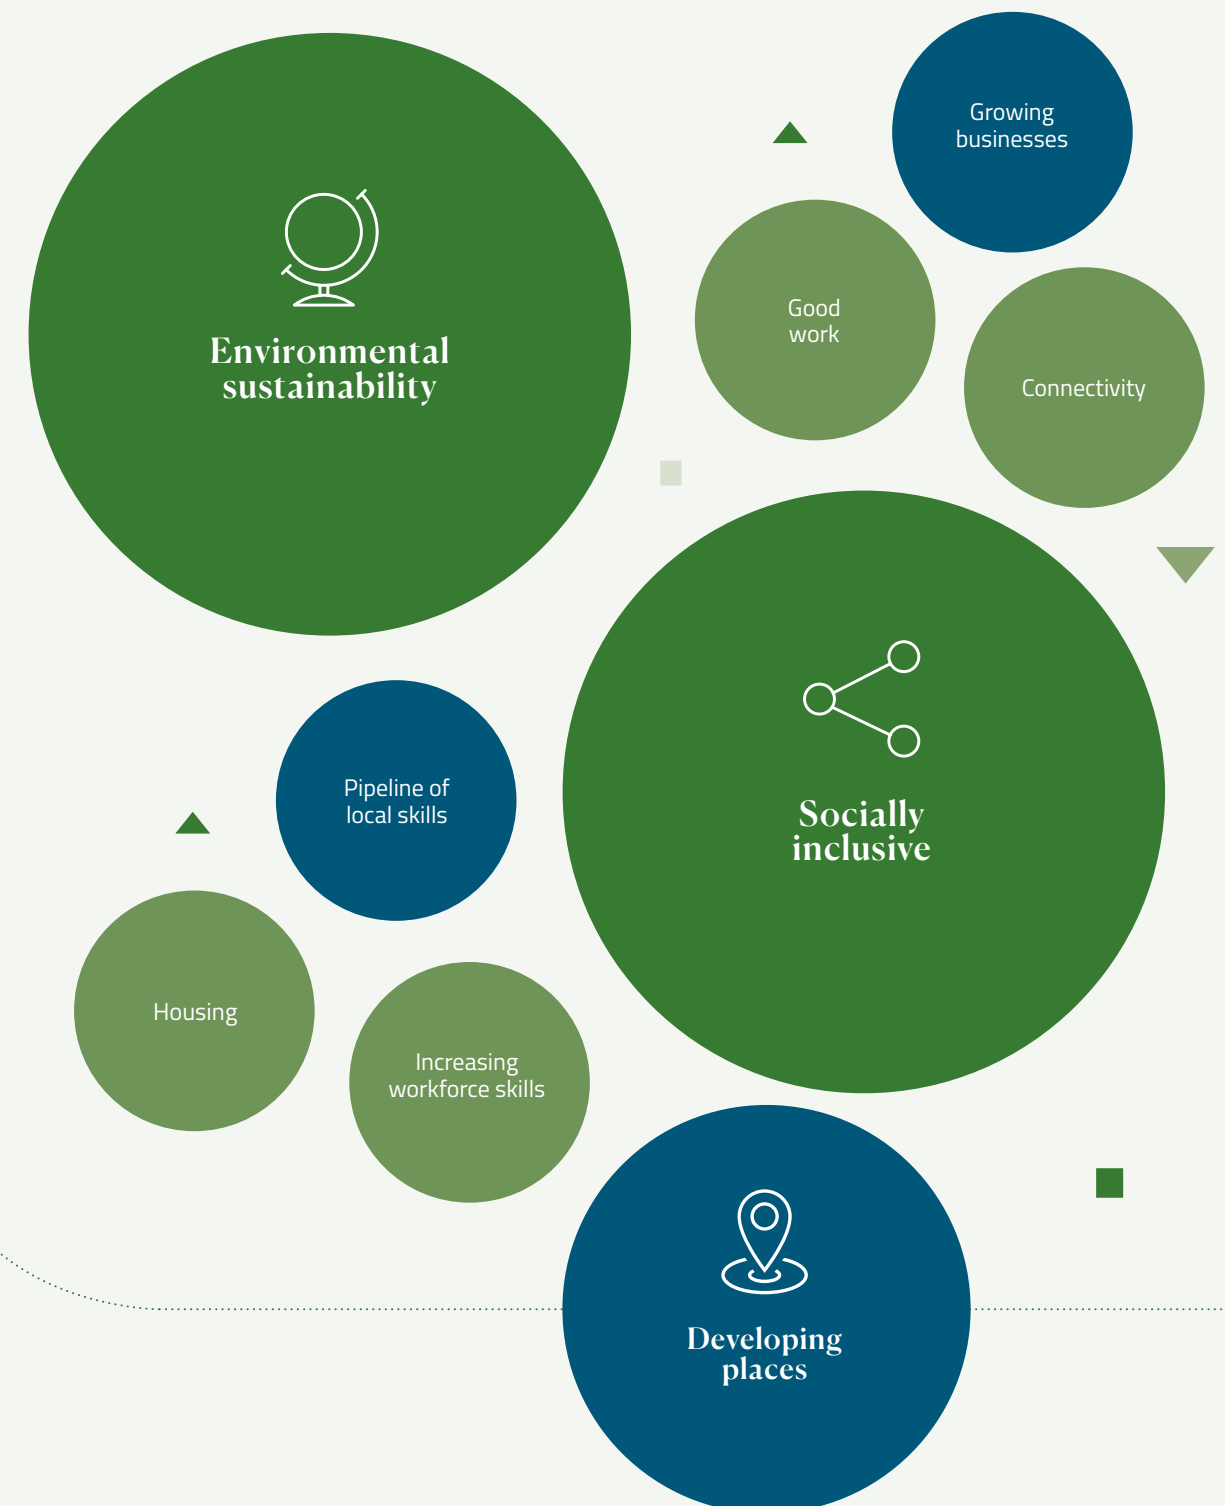 Growing
businesses
Good
work
Environmental
sustainability
Connectivity
Pipeline of
local skills
Socially
inclusive
Housing
Increasing
workforce skills
Developing
places